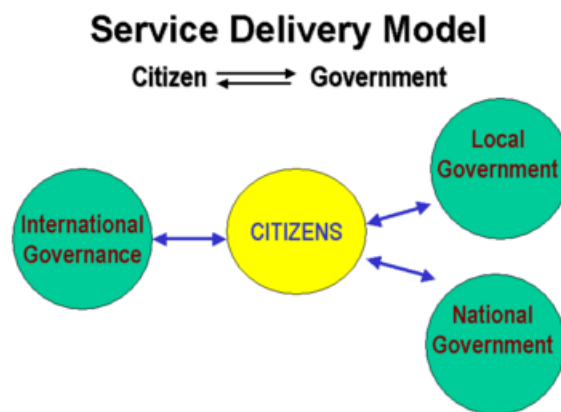 Service Delivery Model
Citizen Government
Local
Government
International
Governance
CITIZENS
National
Government